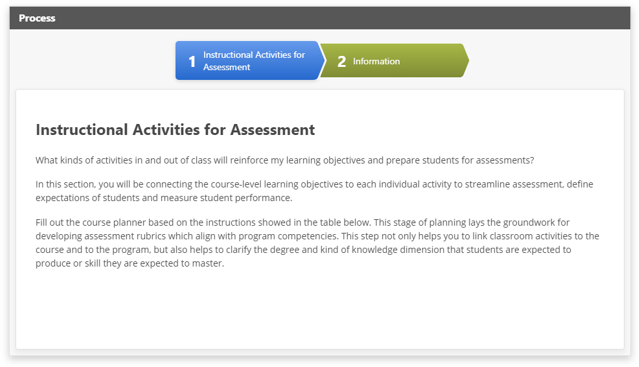 Process
1 Instructional Activities for
Assessment
2 Information
Instructional Activities for Assessment
What kinds of activities in and out of class will reinforce my learning objectives and prepare students for assessments?
In this section, you will be connecting the course-level learning objectives to each individual activity to streamline assessment, define
expectations of students and measure student performance.
Fill out the course planner based on the instructions showed in the table below. This stage of planning lays the groundwork for
developing assessment rubrics which align with program competencies. This step not only helps you to link classroom activities to the
course and to the program, but also helps to clarify the degree and kind of knowledge dimension that students are expected to
produce or skill they are expected to master.